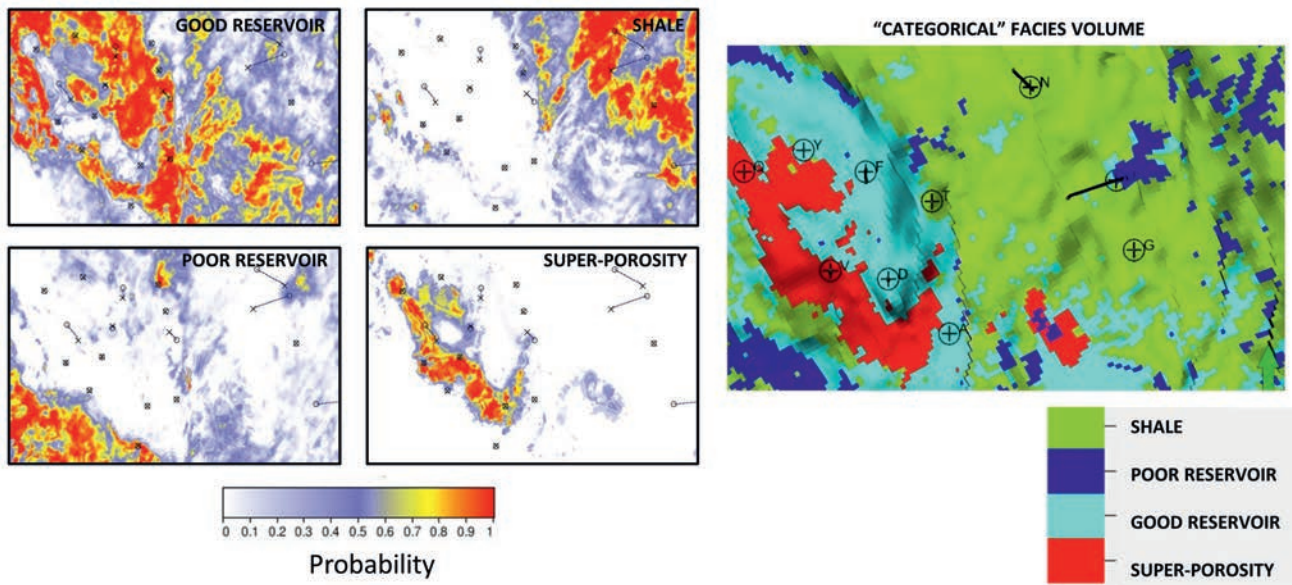 GOOD RESERVOIR
SHALE
POOR RESERVOIR
SUPER-POROSITY
0 0.1 0.2 0.3 0.4 0.5 0.6 0.7 0.8 0.9 1
Probability
“CATEGORICAL” FACIES VOLUME
N
Y
Q
F
T
G
V
D
A
SHALE
POOR RESERVOIR
GOOD RESERVOIR
SUPER-POROSITY